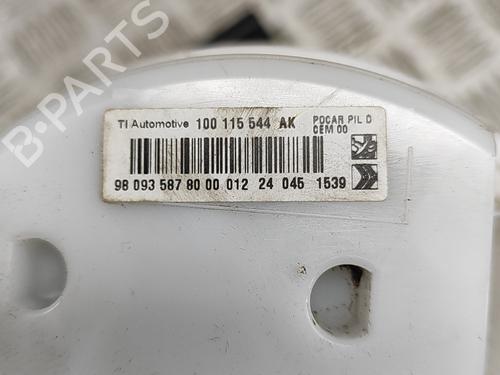 TI Automotive 100 115 544 AK
POCAR PIL D
CEM 00
98 093 587 80 00 012 24 045 1539
B-PARTS